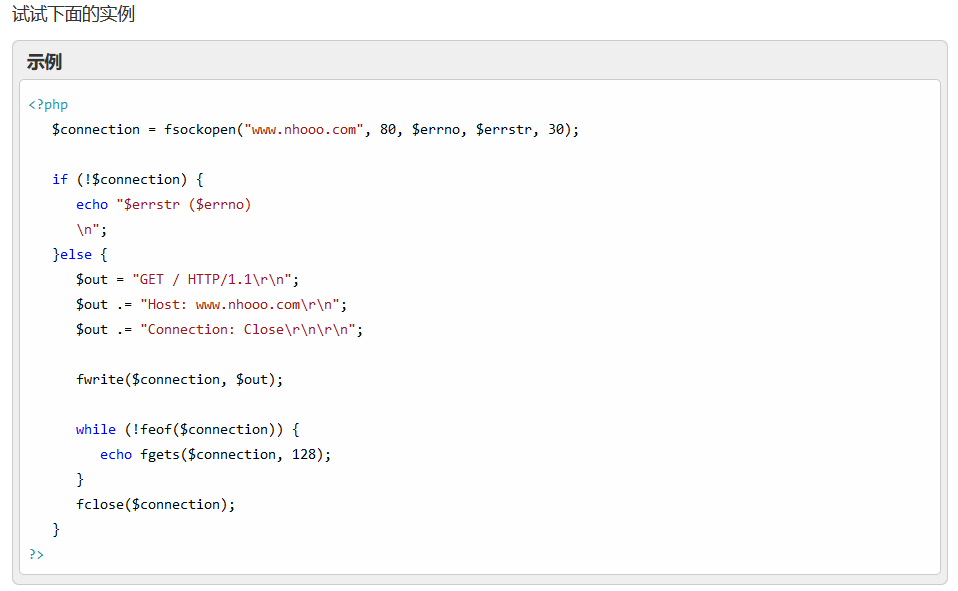 试试下面的实例
示例
<?php
   $connection = fsockopen("www.nhooo.com", 80, $errno, $errstr, 30);
   if (!$connection) {
      echo "$errstr ($errno)
      \n";
   }else {
      $out = "GET / HTTP/1.1\r\n";
      $out .= "Host: www.nhooo.com\r\n";
      $out .= "Connection: Close\r\n\r\n";
      fwrite($connection, $out);
      while (!feof($connection)) {
         echo fgets($connection, 128);
      }
      fclose($connection);
   }
?>